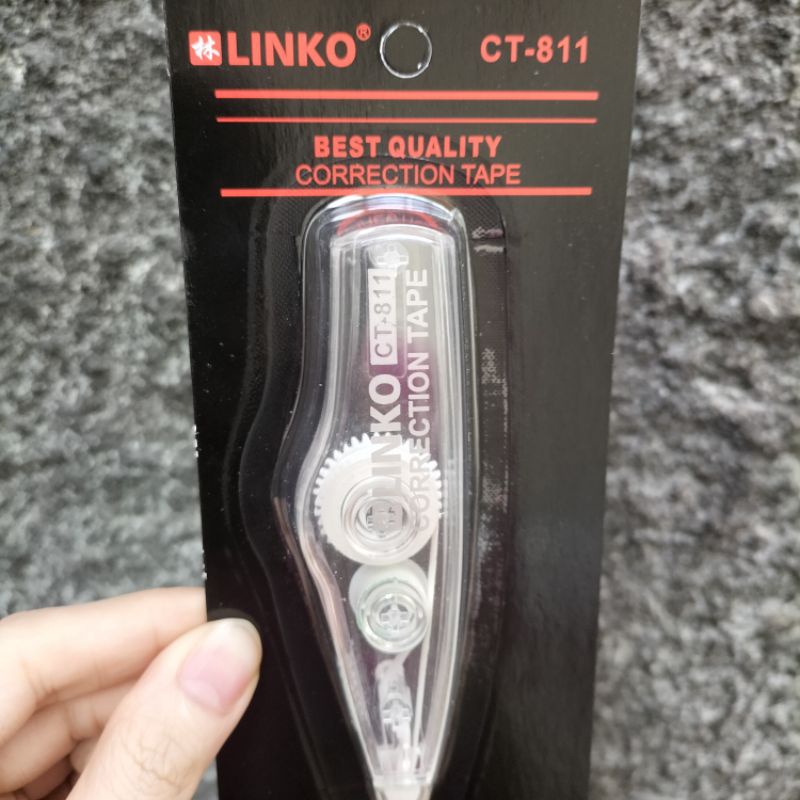 林 LINKO® CT-811
BEST QUALITY
CORRECTION TAPE
LINKO CT-811
CORRECTION TAPE